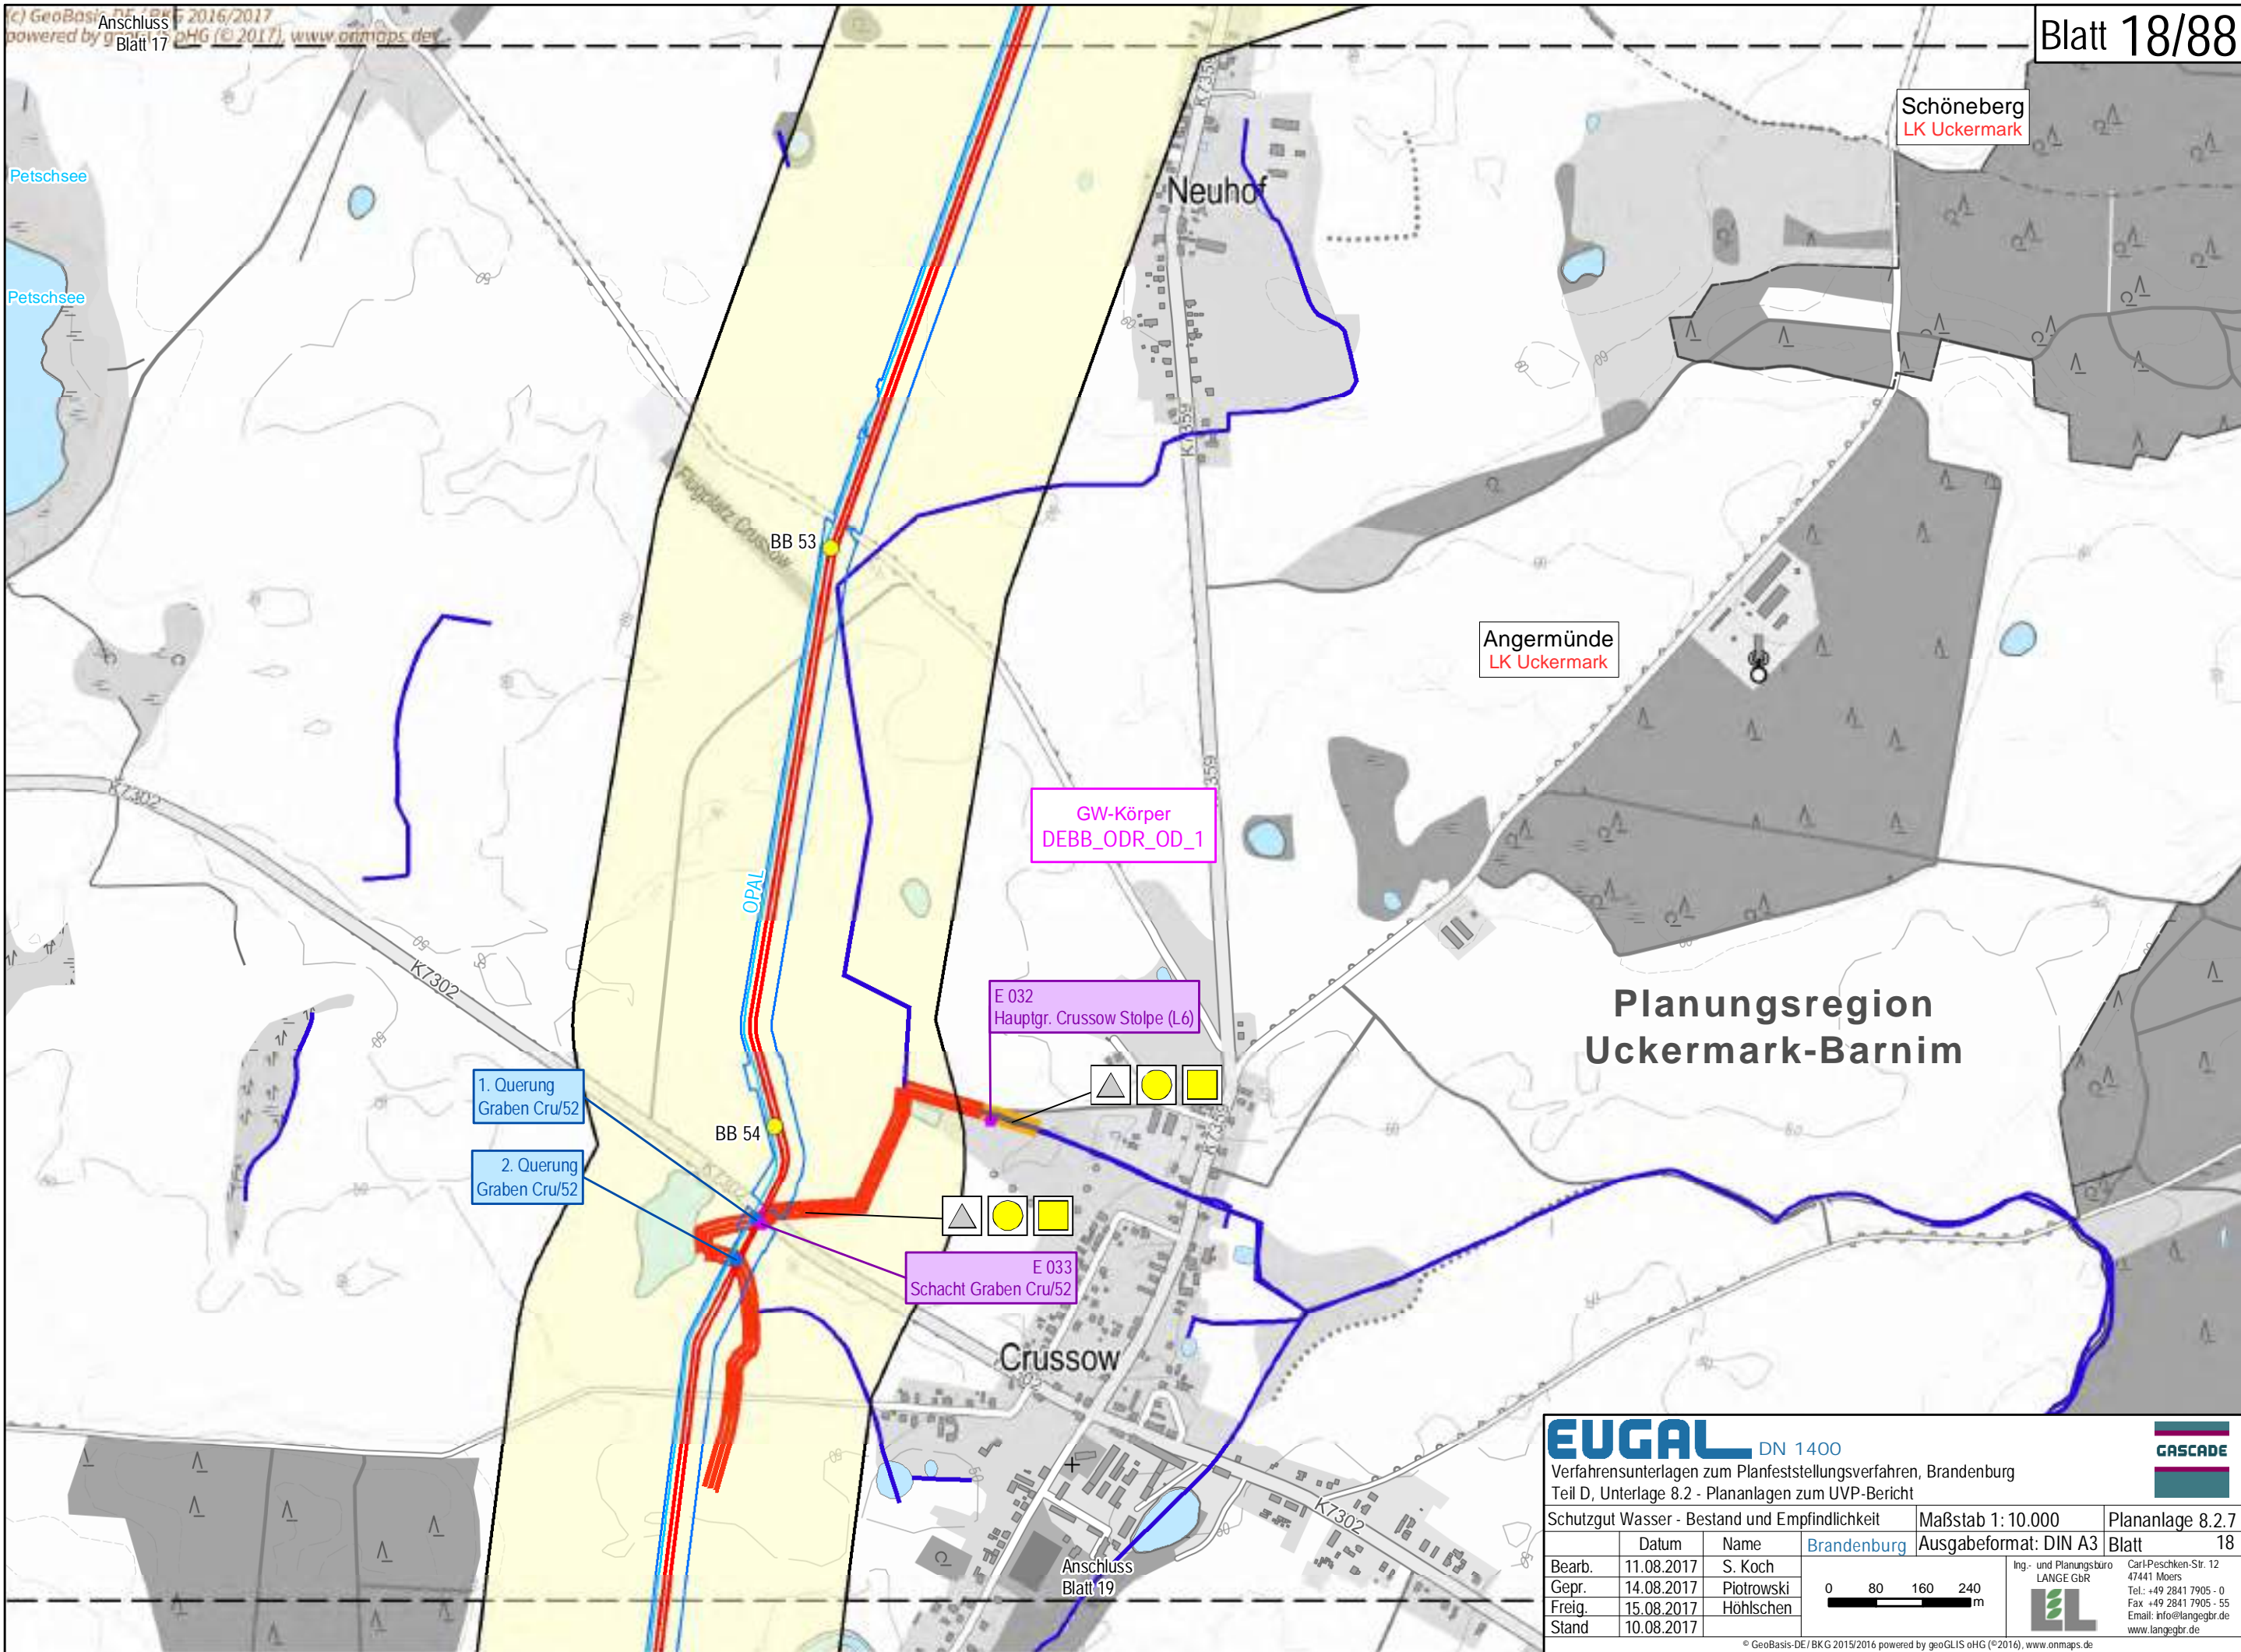 (c) GeoBasis-DE / BKG 2016/2017
powered by geoGLIS oHG (© 2017), www.onmaps.de
Anschluss
Blatt 17
Blatt 18/88
Schöneberg
LK Uckermark
Petschsee
Petschsee
Neuhof
K7359
K7359
Flugplatz Crussow
BB 53
Angermünde
LK Uckermark
K7302
359
GW-Körper
DEBB_ODR_OD_1
OPAL
K7302
E 032
Hauptgr. Crussow Stolpe (L6)
Planungsregion
Uckermark-Barnim
1. Querung
Graben Cru/52
BB 54
K7359
2. Querung
Graben Cru/52
K7302
E 033
Schacht Graben Cru/52
Crussow
K7302
Anschluss
Blatt 19
EUGAL DN 1400
GASCADE
Verfahrensunterlagen zum Planfeststellungsverfahren, Brandenburg
Teil D, Unterlage 8.2 - Plananlagen zum UVP-Bericht
Schutzgut Wasser - Bestand und Empfindlichkeit
Maßstab 1: 10.000
Plananlage 8.2.7
Datum Name
Brandenburg
Ausgabeformat: DIN A3
Blatt 18
Bearb. 11.08.2017 S. Koch
Gepr. 14.08.2017 Piotrowski
Freig. 15.08.2017 Höhlschen
Stand 10.08.2017
0 80 160 240
m
Ing.- und Planungsbüro
LANGE GbR
Carl-Peschken-Str. 12
47441 Moers
Tel.: +49 2841 7905 - 0
Fax +49 2841 7905 - 55
Email: info@langegbr.de
www.langegbr.de
© GeoBasis-DE/ BKG 2015/2016 powered by geoGLIS oHG (©2016), www.onmaps.de